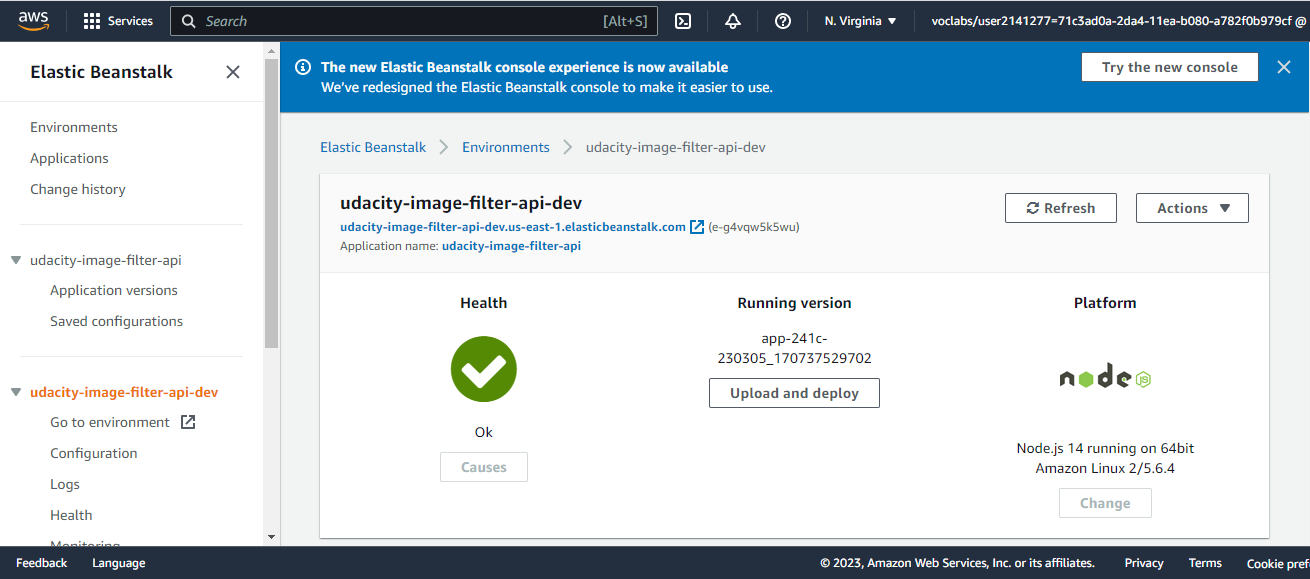 aws
Services
Search [Alt+S]
N. Virginia
voclabs/user2141277=71c3ad0a-2da4-11ea-b080-a782f0b979cf @
Elastic Beanstalk
Environments
Applications
Change history
udacity-image-filter-api
Application versions
Saved configurations
udacity-image-filter-api-dev
Go to environment
Configuration
Logs
Health
Monitoring
The new Elastic Beanstalk console experience is now available
We've redesigned the Elastic Beanstalk console to make it easier to use.
Try the new console
Elastic Beanstalk
Environments
udacity-image-filter-api-dev
udacity-image-filter-api-dev
udacity-image-filter-api-dev.us-east-1.elasticbeanstalk.com (e-g4vqw5k5wu)
Application name: udacity-image-filter-api
Refresh
Actions
Health
Ok
Causes
Running version
app-241c-
230305_170737529702
Upload and deploy
Platform
node JS
Node.js 14 running on 64bit
Amazon Linux 2/5.6.4
Change
Feedback
Language
© 2023, Amazon Web Services, Inc. or its affiliates.
Privacy
Terms
Cookie pref